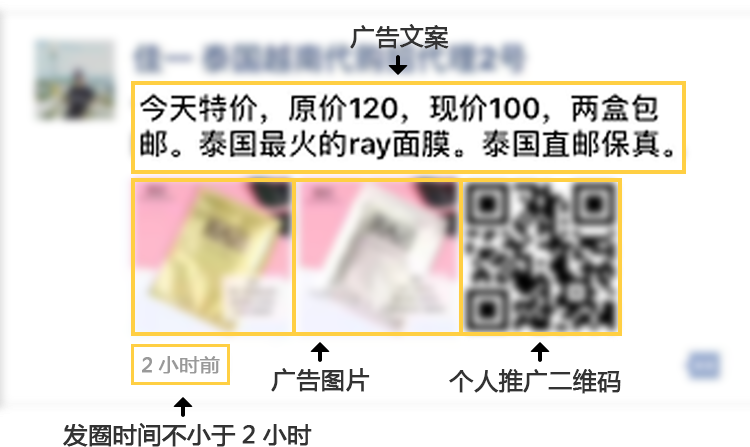 广告文案
佳一 泰国越南代购 代理2号
今天特价，原价120，现价100，两盒包
邮。泰国最火的ray面膜。泰国直邮保真。
2 小时前
广告图片
个人推广二维码
发圈时间不小于 2 小时